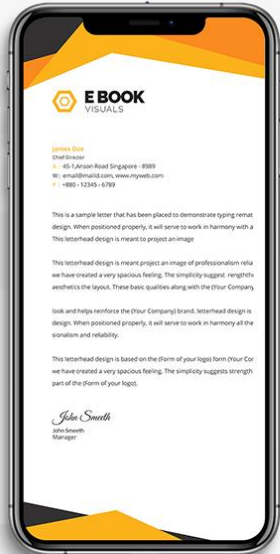 E BOOK
VISUALS
James Doe
Chief Director
45-1,Anson Road Singapore - 8989
W: email@mailid.com, www.myweb.com
+880 - 12345 - 6789
This is a sample letter that has been placed to demonstrate typing remat
design. When positioned properly, it will serve to work in harmony with a
This letterhead design is meant to project an image
This letterhead design is meant project an image of professionalism relia
we have created a very spacious feeling. The simplicity suggest rengthth
aesthetics the layout. These basic qualities along with the (Your Company
look and helps reinforce the (Your Company) brand. letterhead design is
design. When positioned properly, it will serve to work in harmony all the
sionalism and reliability.
This letterhead design is based on the (Form of your logo) form (Your Cor
we have created a very spacious feeling. The simplicity suggests strength
part of the (Form of your logo).
John Smeeth
John Smeeth
Manager